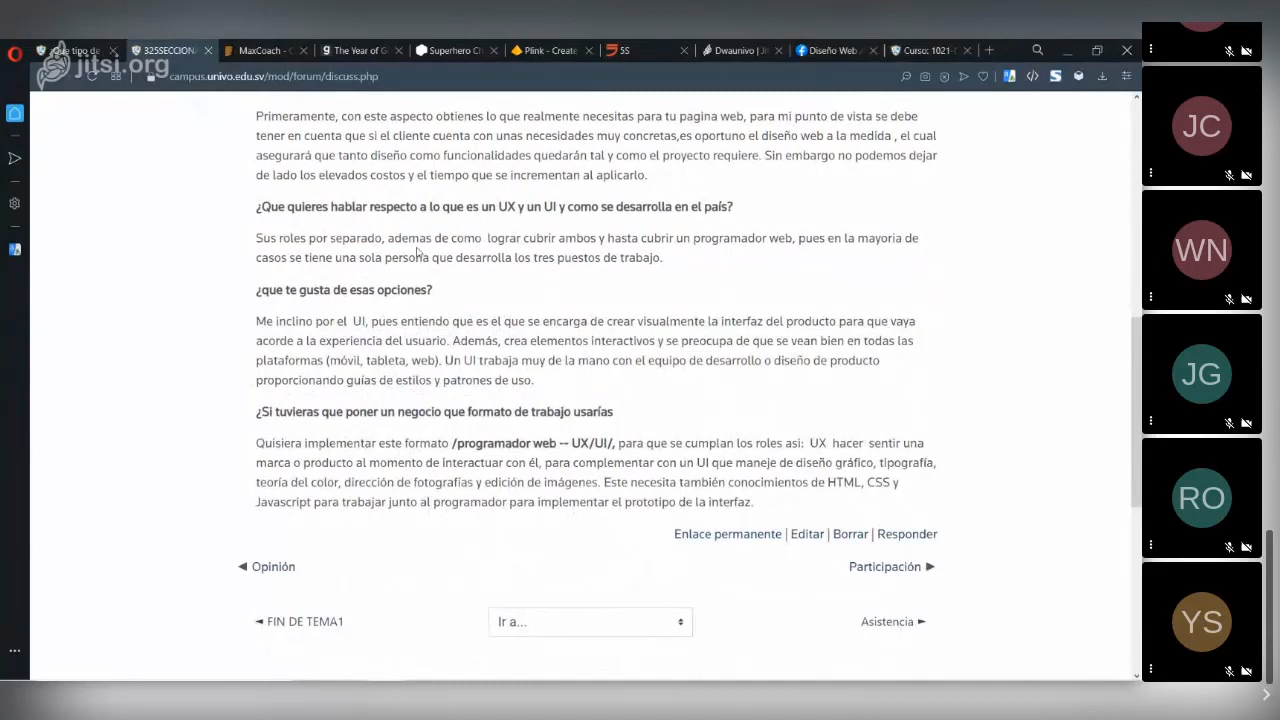 ¿Que tipo de
325SECCION
MaxCoach - C
The Year of G
Superhero Ch
Plink - Create
5S
Dwaunivo | Ji
Diseño Web
Curso: 1021-I
jitsi.org
campus.univo.edu.sv/mod/forum/discuss.php
Primeramente, con este aspecto obtienes lo que realmente necesitas para tu pagina web, para mi punto de vista se debe
tener en cuenta que si el cliente cuenta con unas necesidades muy concretas,es oportuno el diseño web a la medida , el cual
asegurará que tanto diseño como funcionalidades quedarán tal y como el proyecto requiere. Sin embargo no podemos dejar
de lado los elevados costos y el tiempo que se incrementan al aplicarlo.
¿Que quieres hablar respecto a lo que es un UX y un UI y como se desarrolla en el país?
Sus roles por separado, ademas de como lograr cubrir ambos y hasta cubrir un programador web, pues en la mayoria de
casos se tiene una sola persona que desarrolla los tres puestos de trabajo.
¿que te gusta de esas opciones?
Me inclino por el UI, pues entiendo que es el que se encarga de crear visualmente la interfaz del producto para que vaya
acorde a la experiencia del usuario. Además, crea elementos interactivos y se preocupa de que se vean bien en todas las
plataformas (móvil, tableta, web). Un UI trabaja muy de la mano con el equipo de desarrollo o diseño de producto
proporcionando guías de estilos y patrones de uso.
¿Si tuvieras que poner un negocio que formato de trabajo usarías
Quisiera implementar este formato /programador web -- UX/UI/, para que se cumplan los roles asi: UX hacer sentir una
marca o producto al momento de interactuar con él, para complementar con un UI que maneje de diseño gráfico, tipografía,
teoría del color, dirección de fotografías y edición de imágenes. Este necesita también conocimientos de HTML, CSS y
Javascript para trabajar junto al programador para implementar el prototipo de la interfaz.
Enlace permanente | Editar | Borrar | Responder
◀ Opinión
Participación ▶
◄ FIN DE TEMA1
Ir a...
Asistencia ►
JC
WN
JG
RO
YS